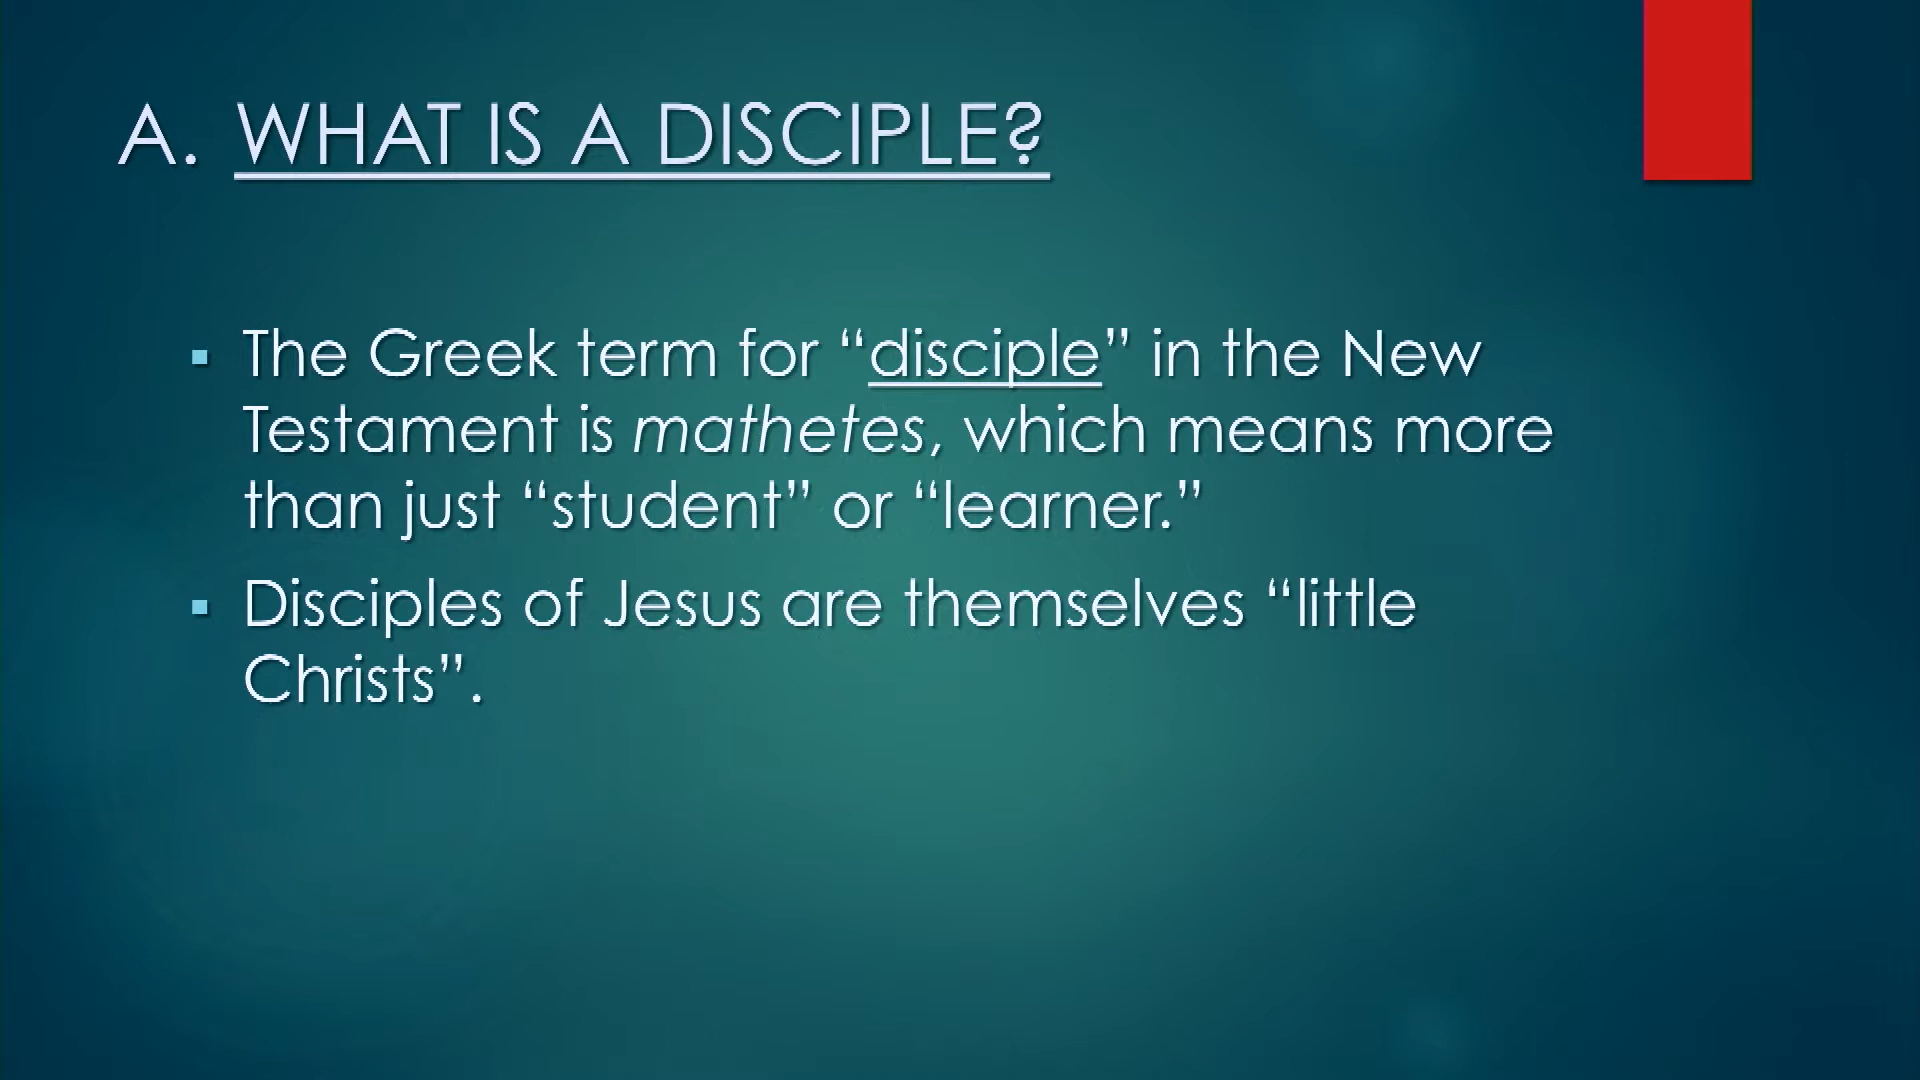 A. WHAT IS A DISCIPLE?
▪ The Greek term for “disciple” in the New
Testament is mathetes, which means more
than just “student” or “learner.”
▪ Disciples of Jesus are themselves “little
Christs”.